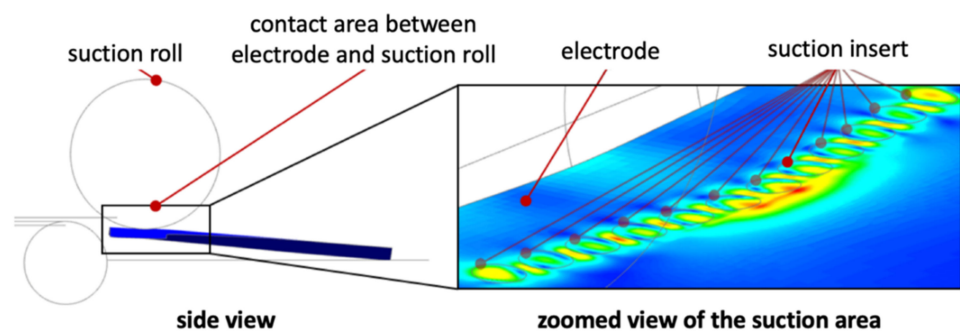 suction roll
contact area between
electrode and suction roll
electrode
suction insert
side view
zoomed view of the suction area